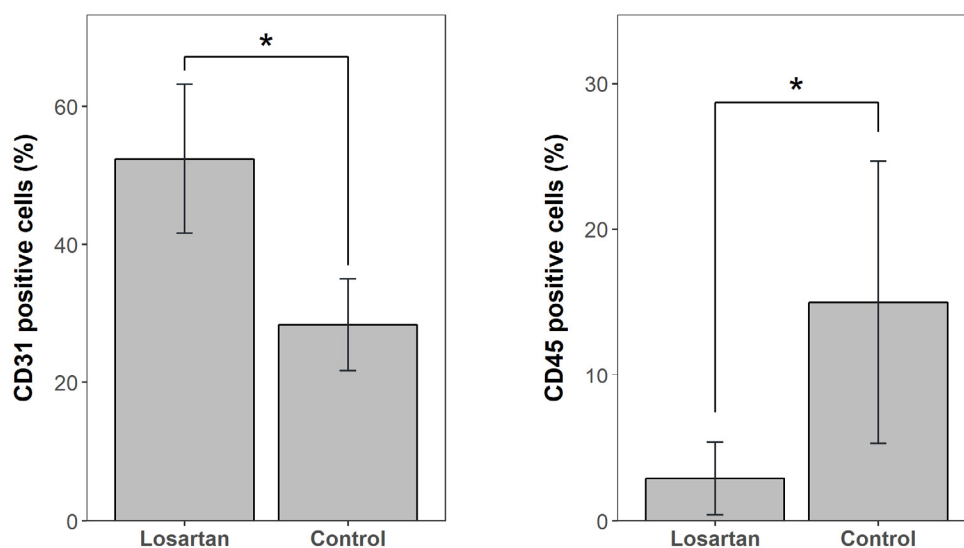 CD31 positive cells (%)
60
40
20
0
*
Losartan Control
CD45 positive cells (%)
30
20
10
0
*
Losartan Control